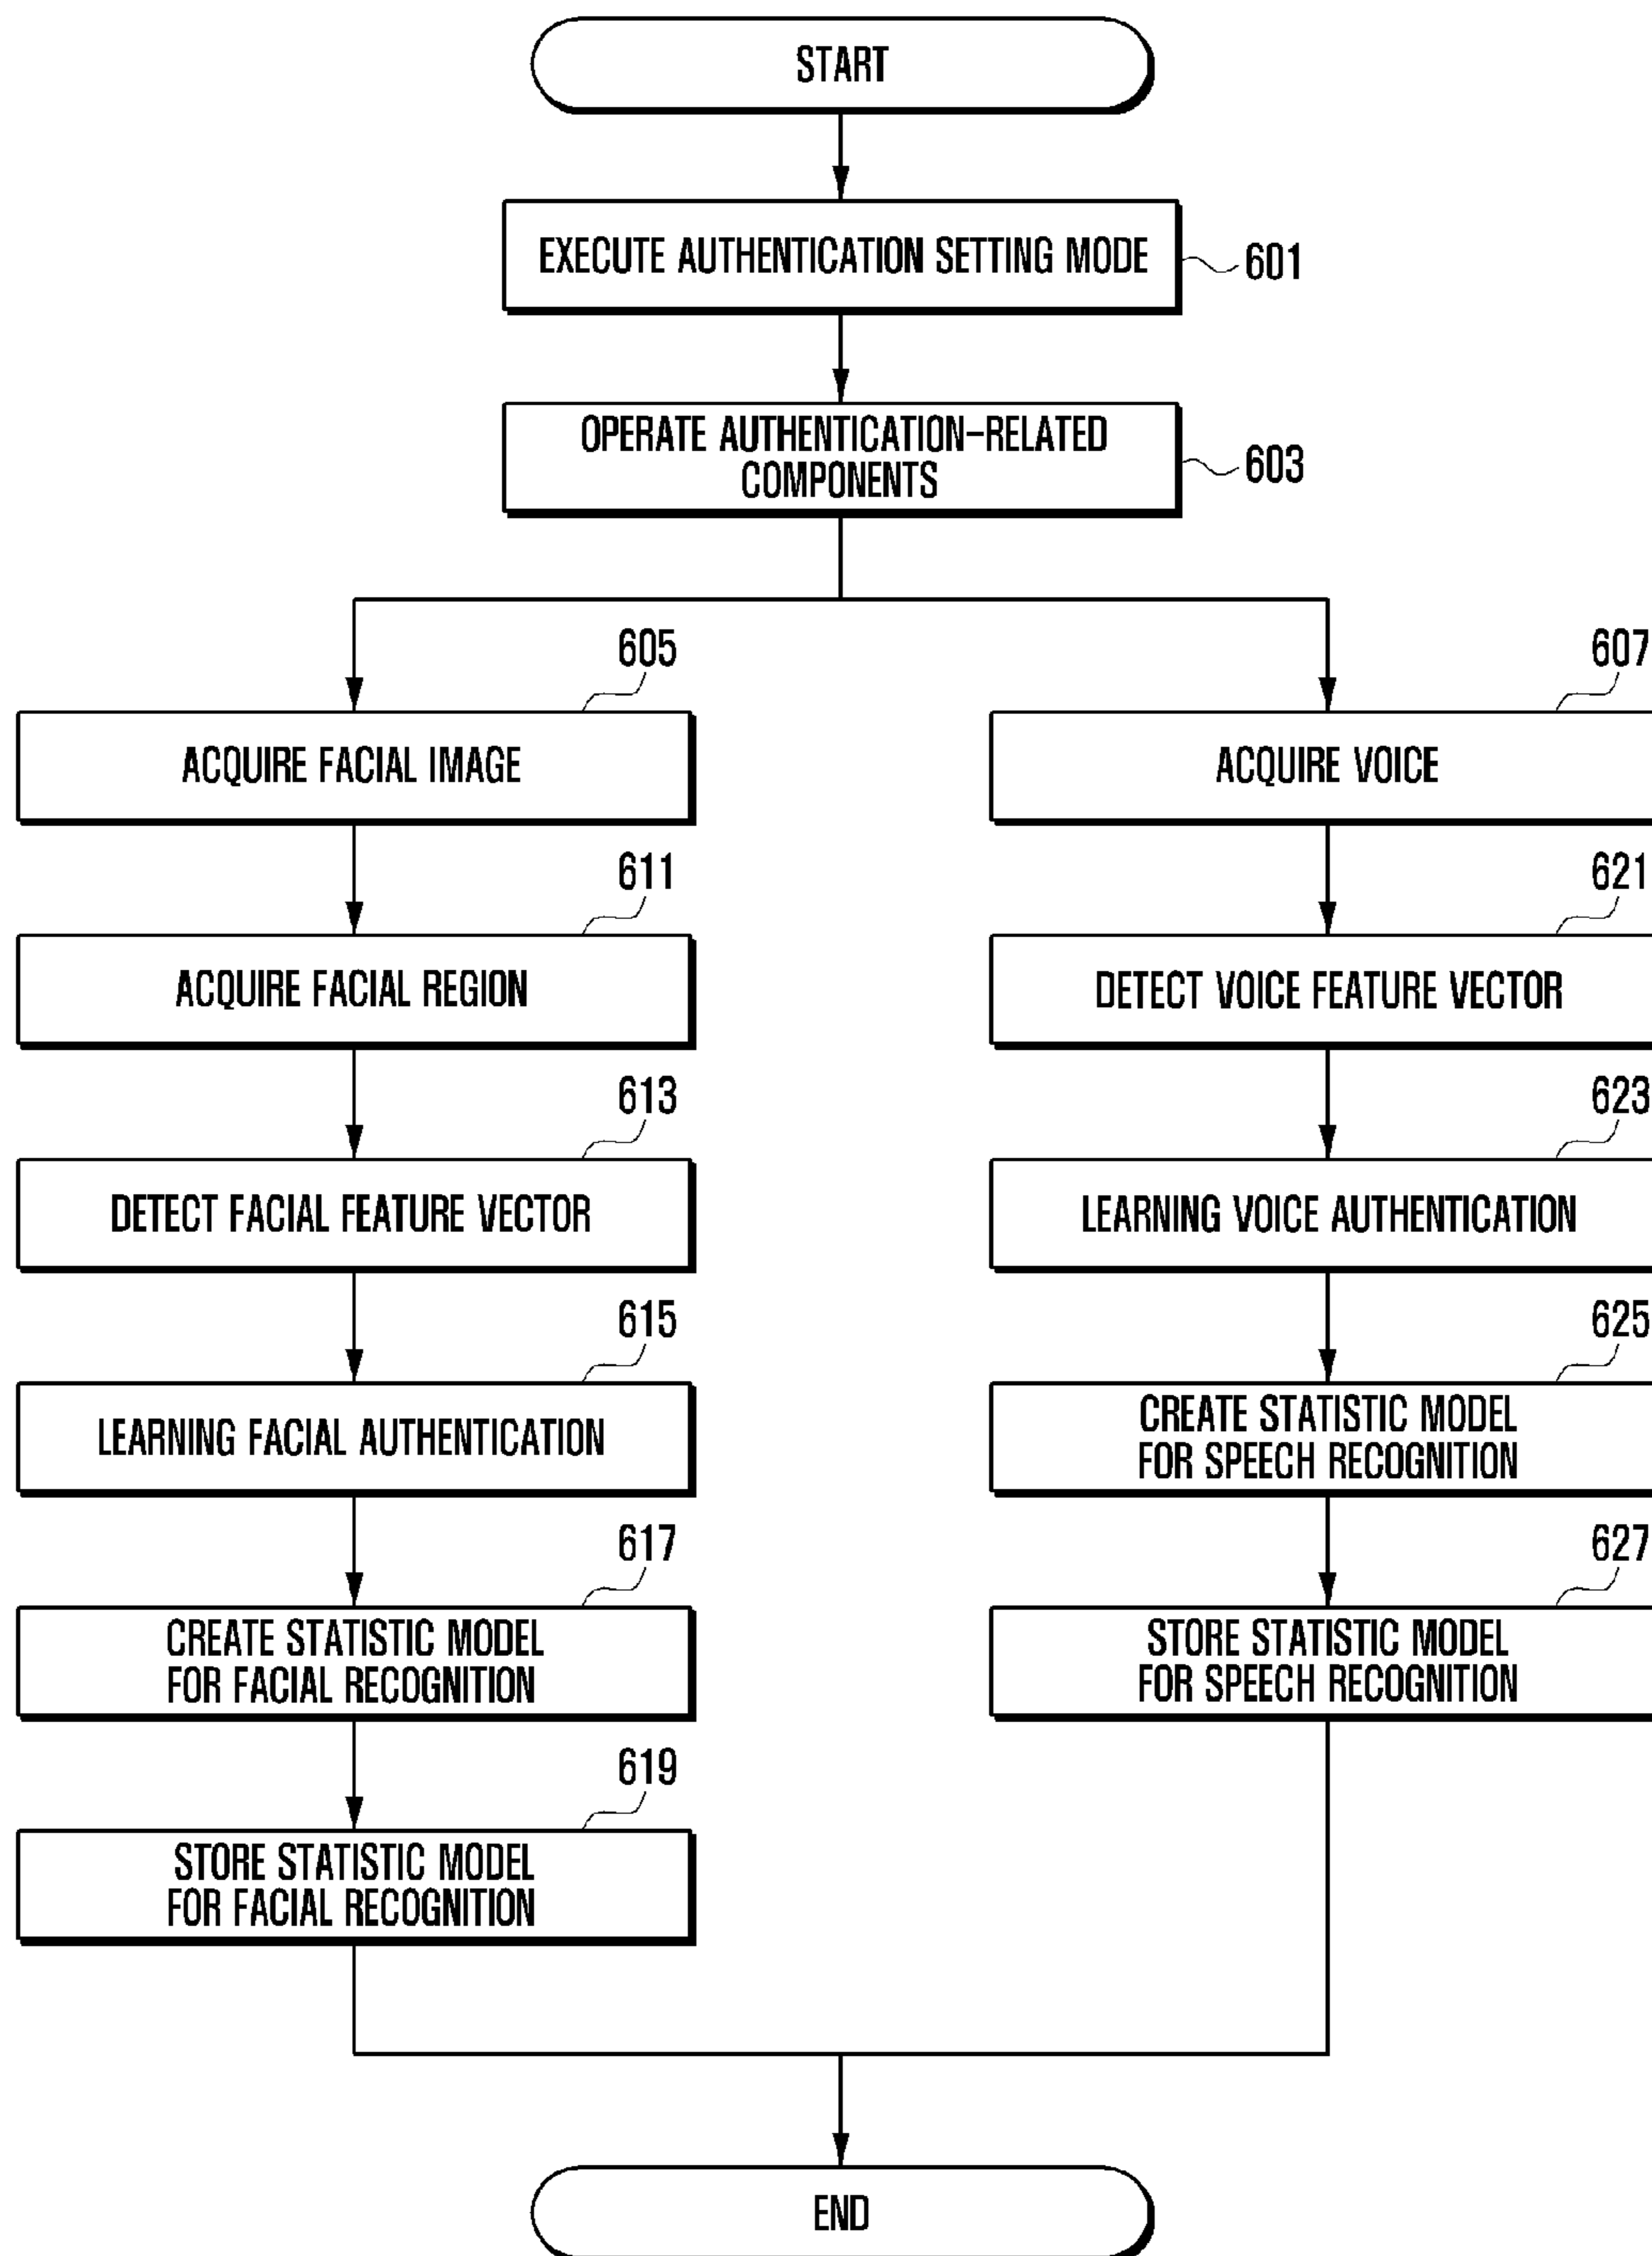 START
EXECUTE AUTHENTICATION SETTING MODE
601
OPERATE AUTHENTICATION-RELATED
COMPONENTS
603
605
ACQUIRE FACIAL IMAGE
611
ACQUIRE FACIAL REGION
613
DETECT FACIAL FEATURE VECTOR
615
LEARNING FACIAL AUTHENTICATION
617
CREATE STATISTIC MODEL
FOR FACIAL RECOGNITION
619
STORE STATISTIC MODEL
FOR FACIAL RECOGNITION
607
ACQUIRE VOICE
621
DETECT VOICE FEATURE VECTOR
623
LEARNING VOICE AUTHENTICATION
625
CREATE STATISTIC MODEL
FOR SPEECH RECOGNITION
627
STORE STATISTIC MODEL
FOR SPEECH RECOGNITION
END